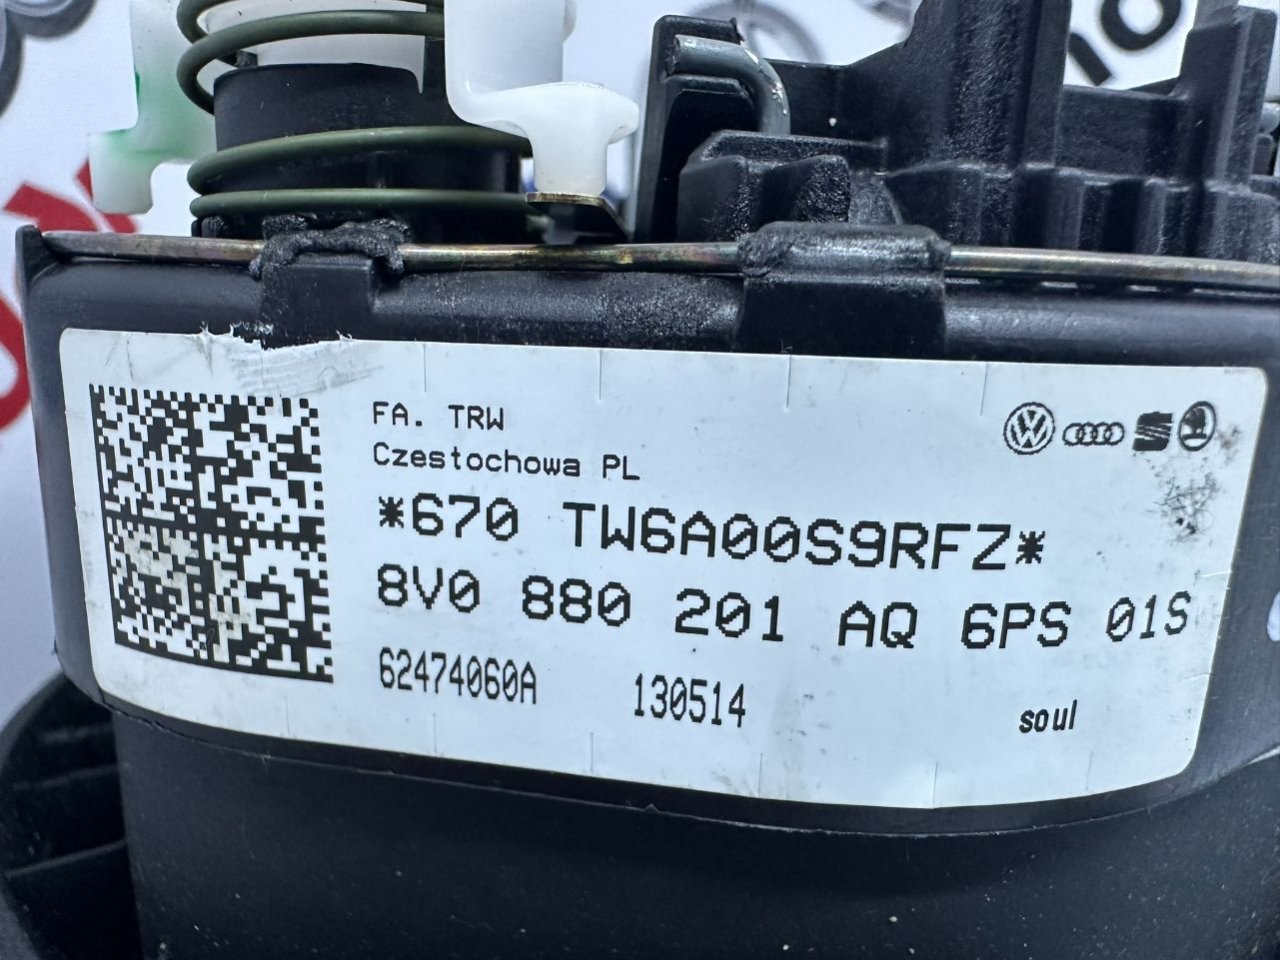 FA. TRW
Czestochowa PL
*670 TW6A00S9RFZ*
8V0 880 201 AQ 6PS 01S
62474060A 130514 soul